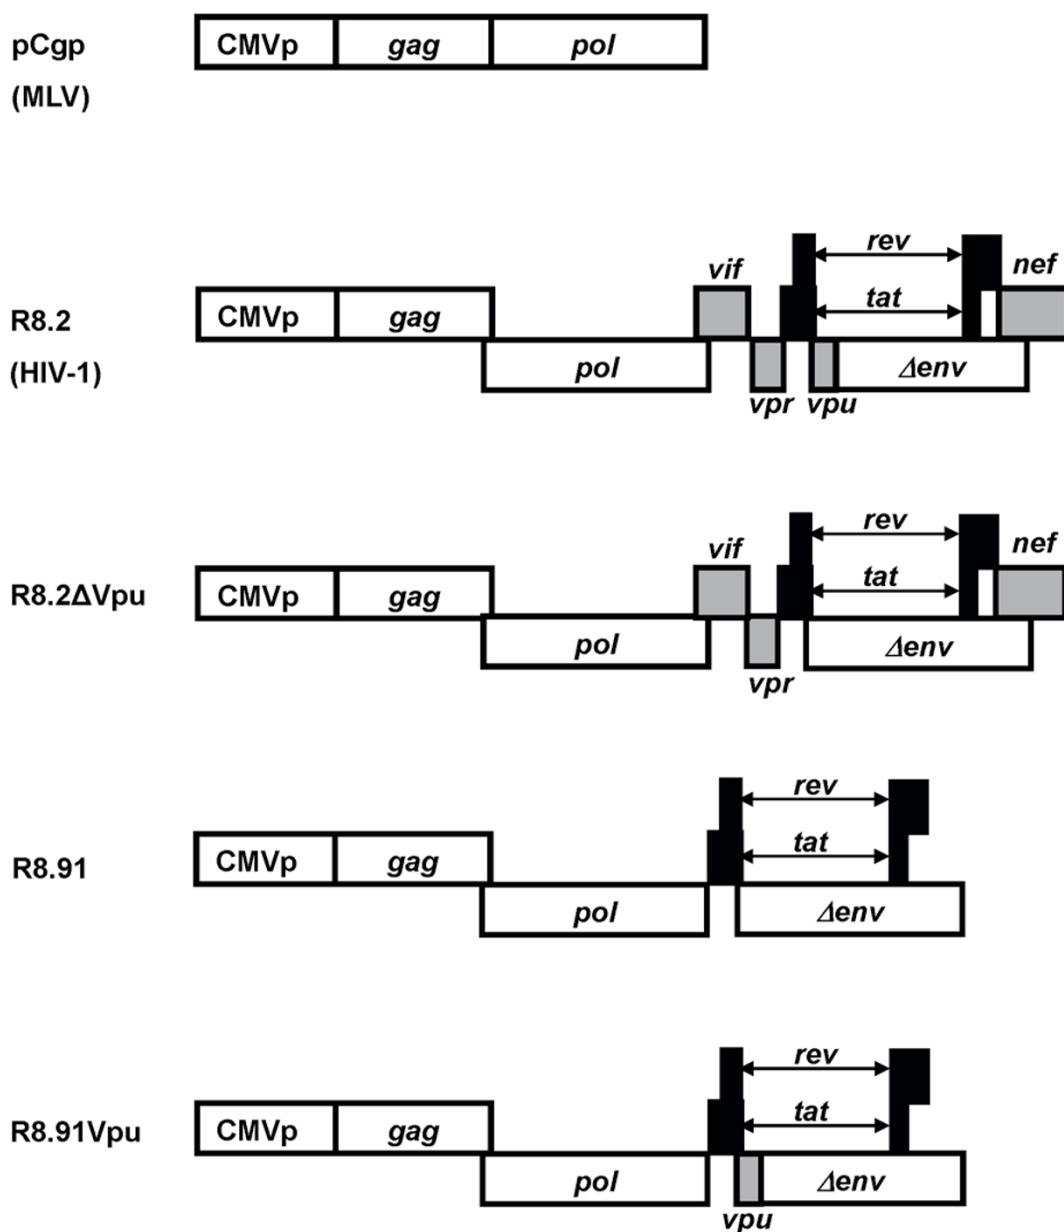 pCgp CMVp gag pol
(MLV)
rev
vif nef
R8.2 CMVp gag tat
(HIV-1) pol Δenv
vpr vpu
rev
vif nef
R8.2ΔVpu CMVp gag tat
pol Δenv
vpr
rev
R8.91 CMVp gag tat
pol Δenv
rev
R8.91Vpu CMVp gag tat
pol Δenv
vpu